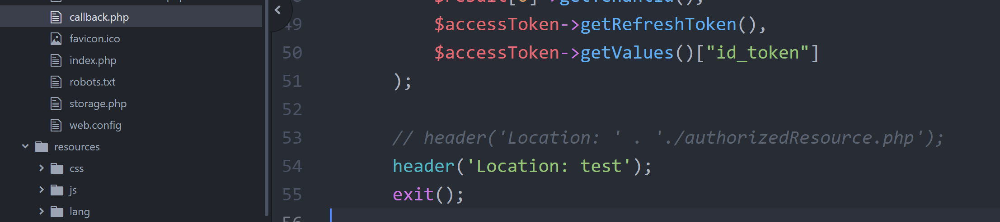 callback.php
favicon.ico
index.php
robots.txt
storage.php
web.config
resources
css
js
lang
49 $accessToken->getRefreshToken(),
50 $accessToken->getValues()["id_token"]
51 );
52
53 // header('Location: ' . './authorizedResource.php');
54 header('Location: test');
55 exit();
56